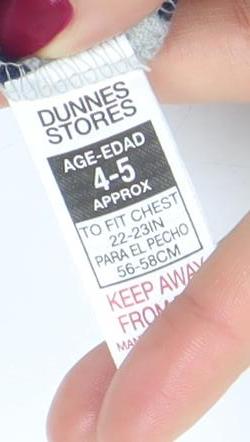 DUNNES
STORES
AGE-EDAD
4-5
APPROX
TO FIT CHEST
22-23IN
PARA EL PECHO
56-58CM
KEEP AWAY
FROM